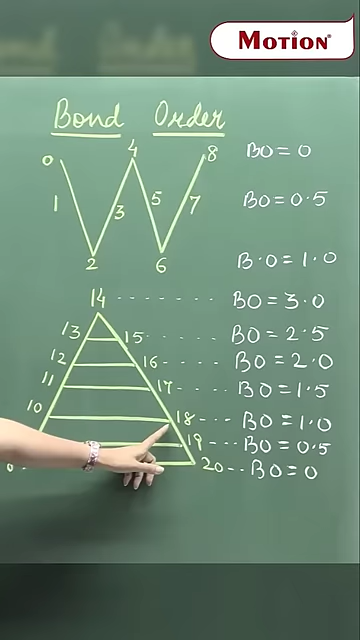 MOTION
Bond Order
0 4 8 BO = 0
1 3 5 7 BO = 0.5
2 6 B.O = 1.0
14 ....... BO = 3.0
13 15 ...... BO = 2.5
12 16 .... BO = 2.0
11 17 ... BO = 1.5
10 18 ... BO = 1.0
19 ... BO = 0.5
20 .. BO = 0